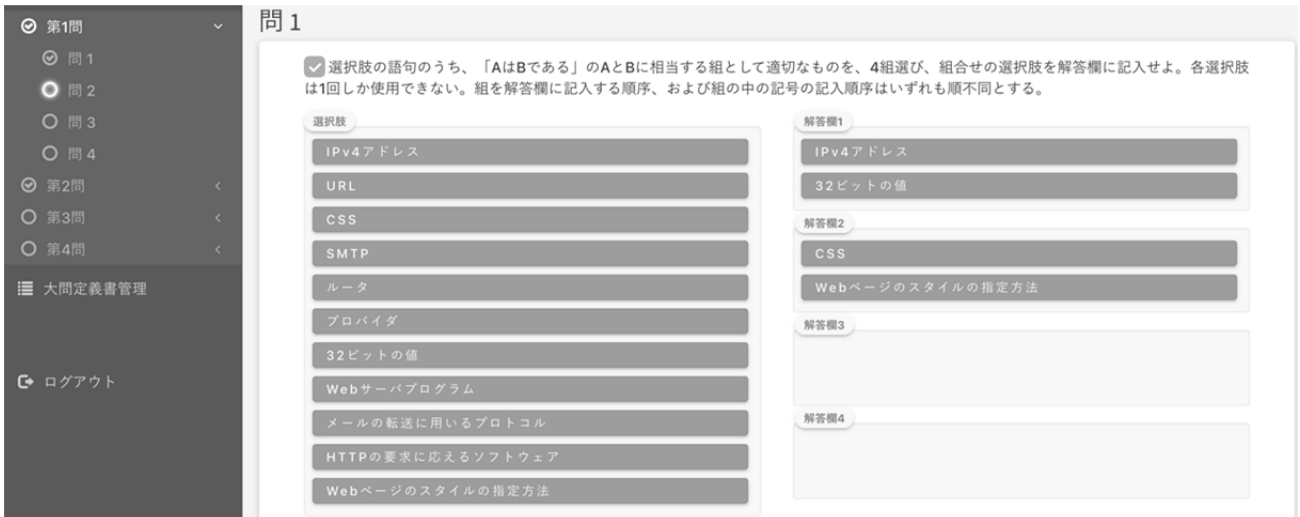 第1問
問 1
問 2
問 3
問 4
第2問
第3問
第4問
大問定義書管理
ログアウト
問 1
選択肢の語句のうち、「AはBである」のAとBに相当する組として適切なものを、4組選び、組合せの選択肢を解答欄に記入せよ。各選択肢
は1回しか使用できない。組を解答欄に記入する順序、および組の中の記号の記入順序はいずれも順不同とする。
選択肢
IPv4アドレス
URL
CSS
SMTP
ルータ
プロバイダ
32ビットの値
Webサーバプログラム
メールの転送に用いるプロトコル
HTTPの要求に応えるソフトウェア
Webページのスタイルの指定方法
解答欄1
IPv4アドレス
32ビットの値
解答欄2
CSS
Webページのスタイルの指定方法
解答欄3
解答欄4